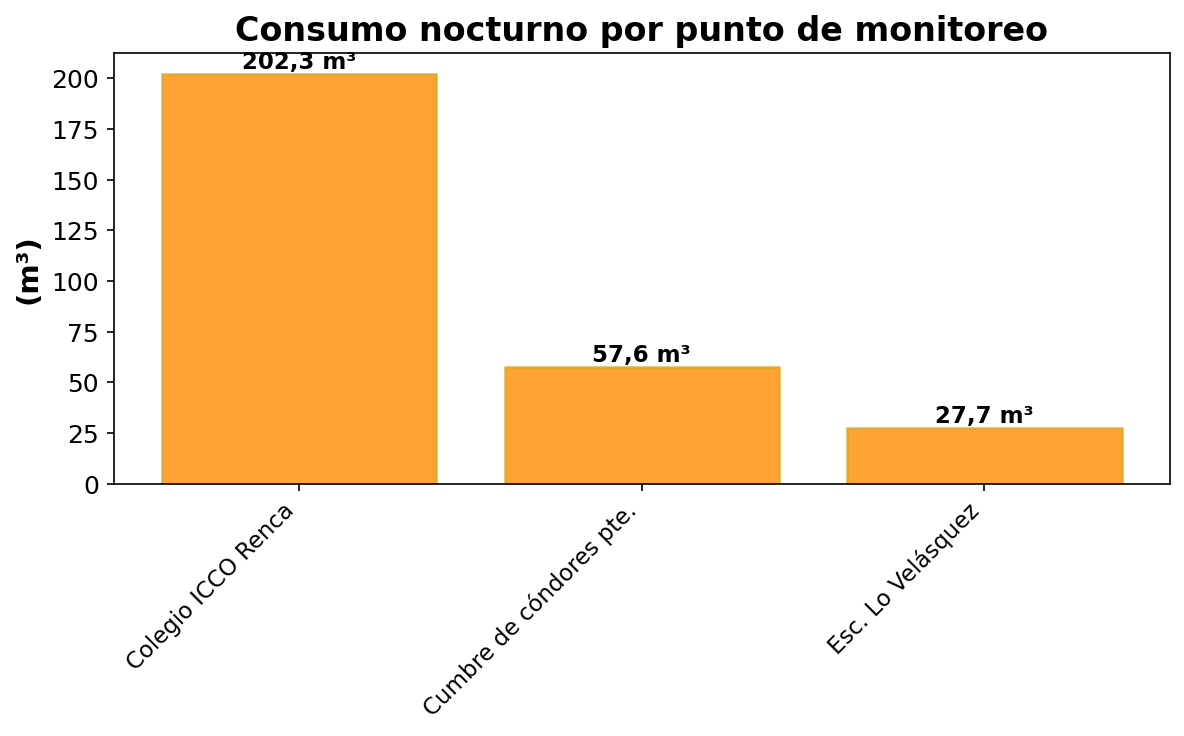 Consumo nocturno por punto de monitoreo
(m³)
200
175
150
125
100
75
50
25
0
202,3 m³
57,6 m³
27,7 m³
Colegio ICCO Renca
Cumbre de cóndores pte.
Esc. Lo Velásquez